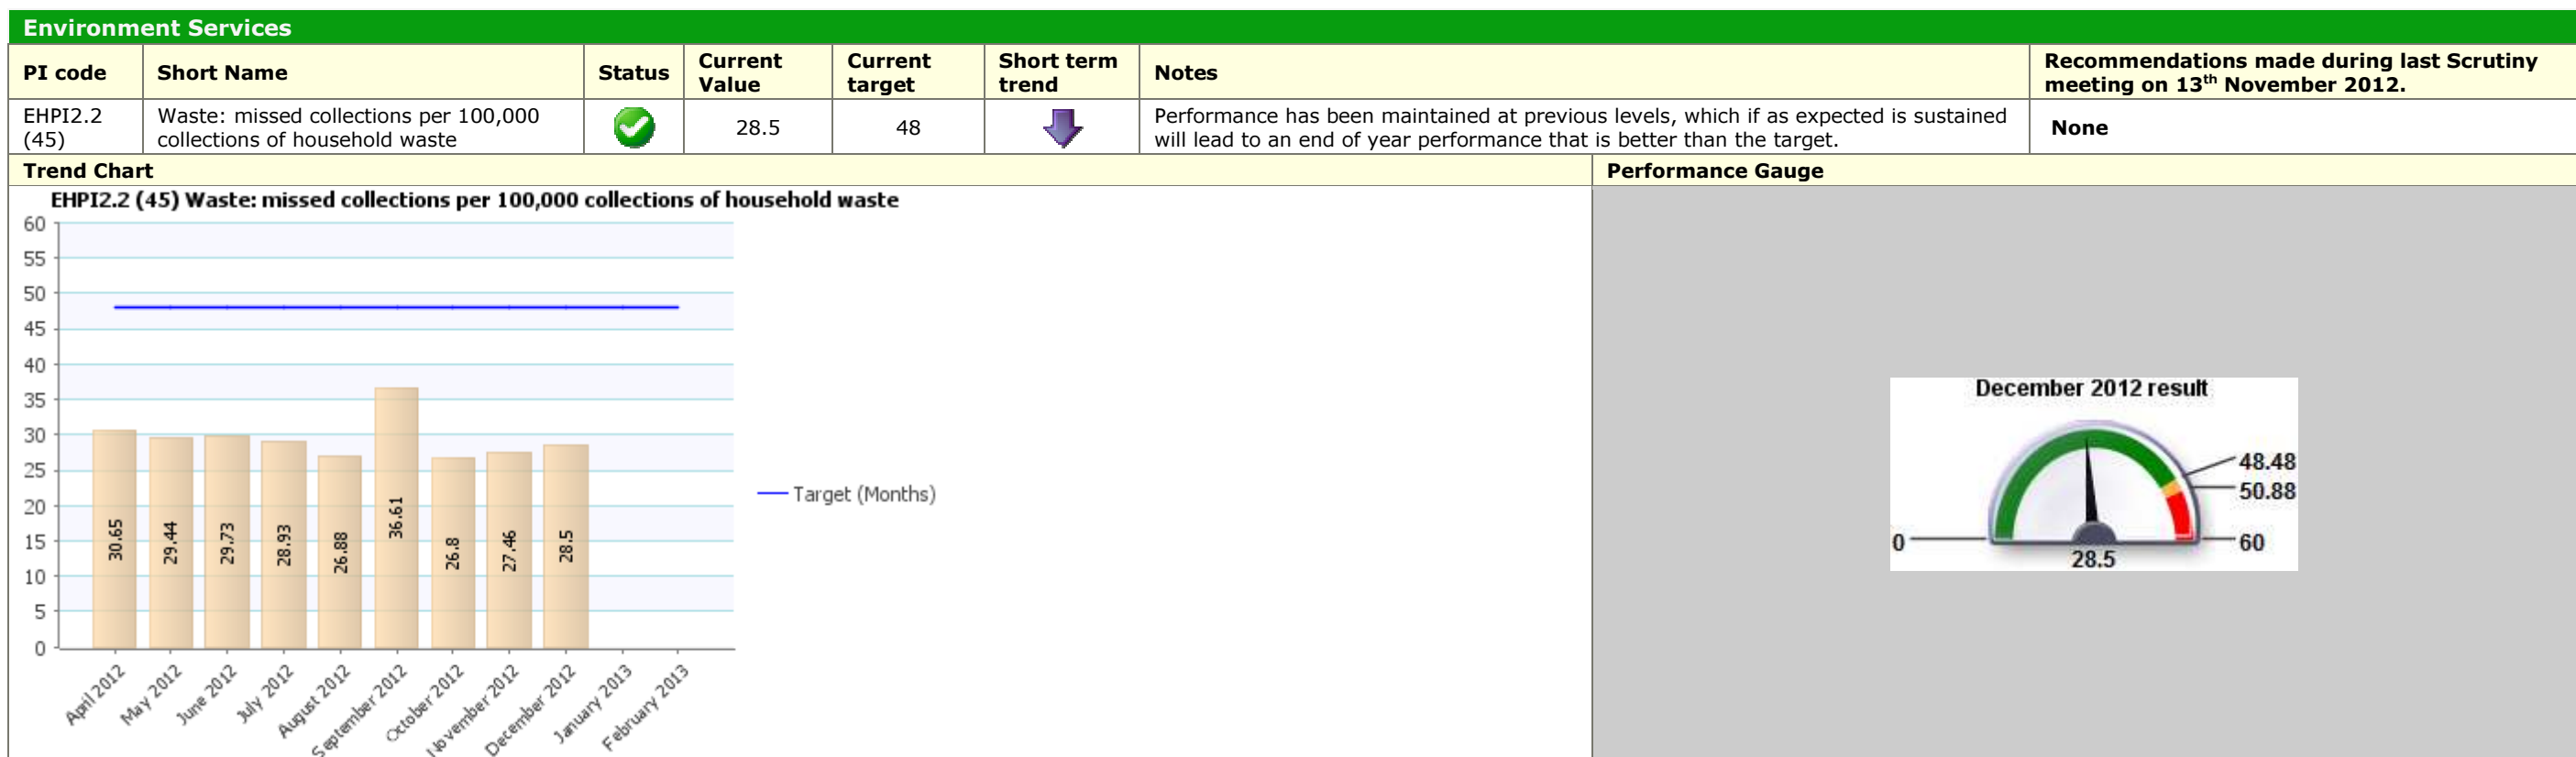 Environment Services
PI code
Short Name
Status
Current
Value
Current
target
Short term
trend
Notes
Recommendations made during last Scrutiny
meeting on 13th November 2012.
EHPI2.2
(45)
Waste: missed collections per 100,000
collections of household waste
28.5
48
Performance has been maintained at previous levels, which if as expected is sustained
will lead to an end of year performance that is better than the target.
None
Trend Chart
Performance Gauge
EHPI2.2 (45) Waste: missed collections per 100,000 collections of household waste
60
55
50
45
40
35
30
25
20
15
10
5
0
30.65
29.44
29.73
28.93
26.88
36.61
26.8
27.46
28.5
April 2012
May 2012
June 2012
July 2012
August 2012
September 2012
October 2012
November 2012
December 2012
January 2013
February 2013
Target (Months)
December 2012 result
48.48
50.88
0
60
28.5